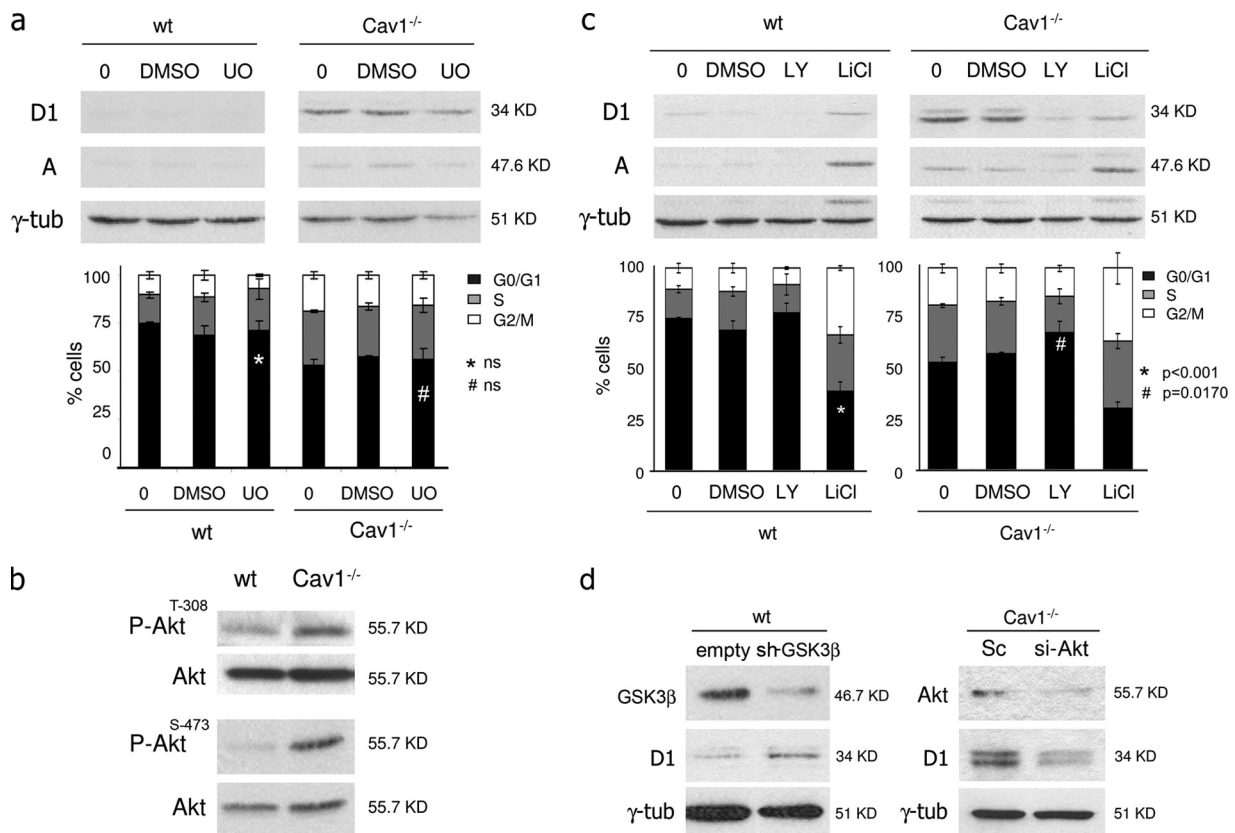 a
wt Cav1-/-
0 DMSO UO 0 DMSO UO
D1 34 KD
A 47.6 KD
γ-tub 51 KD
100
75
50
25
0
% cells
G0/G1
S
G2/M
* ns
# ns
*
#
0 DMSO UO 0 DMSO UO
wt Cav1-/-
b
wt Cav1-/-
P-Akt T-308 55.7 KD
Akt 55.7 KD
P-Akt S-473 55.7 KD
Akt 55.7 KD
c
wt Cav1-/-
0 DMSO LY LiCl 0 DMSO LY LiCl
D1 34 KD
A 47.6 KD
γ-tub 51 KD
100
75
50
25
0
% cells
*
0 DMSO LY LiCl
wt
100
75
50
25
0
#
G0/G1
S
G2/M
* p<0.001
# p=0.0170
0 DMSO LY LiCl
Cav1-/-
d
wt
empty sh-GSK3β
GSK3β 46.7 KD
D1 34 KD
γ-tub 51 KD
Cav1-/-
Sc si-Akt
Akt 55.7 KD
D1 34 KD
γ-tub 51 KD